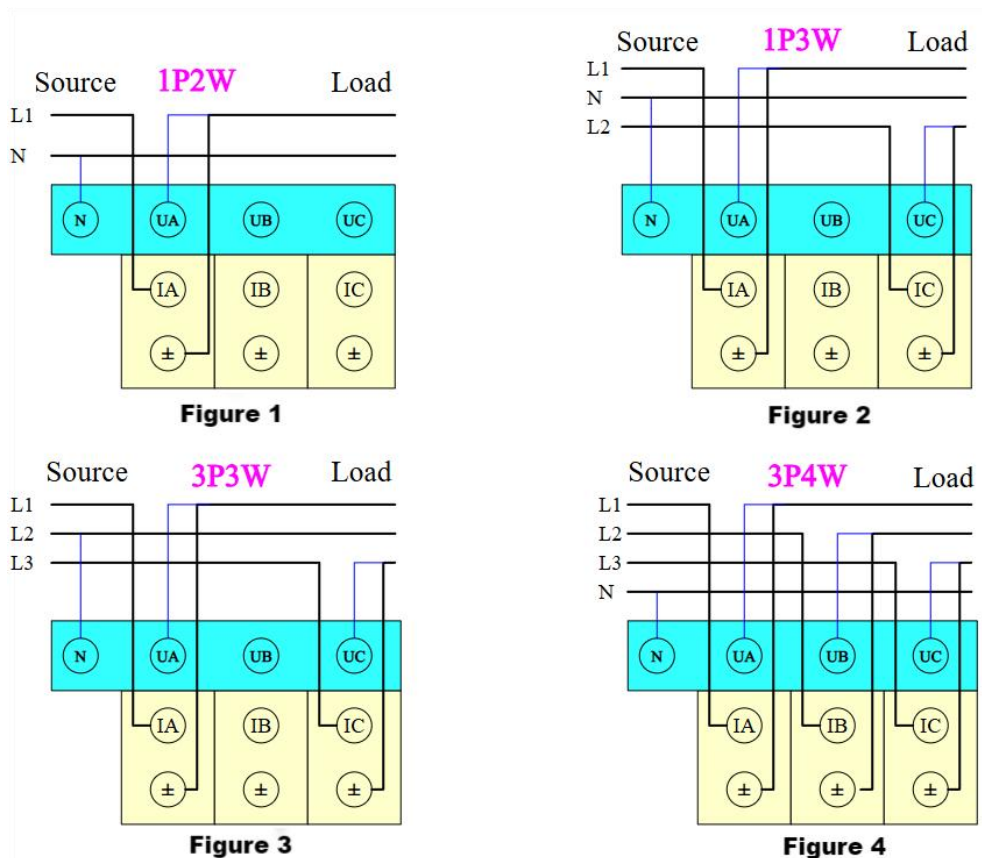 Source 1P2W Load
L1
N
N UA UB UC
IA IB IC
± ± ±
Figure 1
Source 1P3W Load
L1
N
L2
N UA UB UC
IA IB IC
± ± ±
Figure 2
Source 3P3W Load
L1
L2
L3
N UA UB UC
IA IB IC
± ± ±
Figure 3
Source 3P4W Load
L1
L2
L3
N
N UA UB UC
IA IB IC
± ± ±
Figure 4